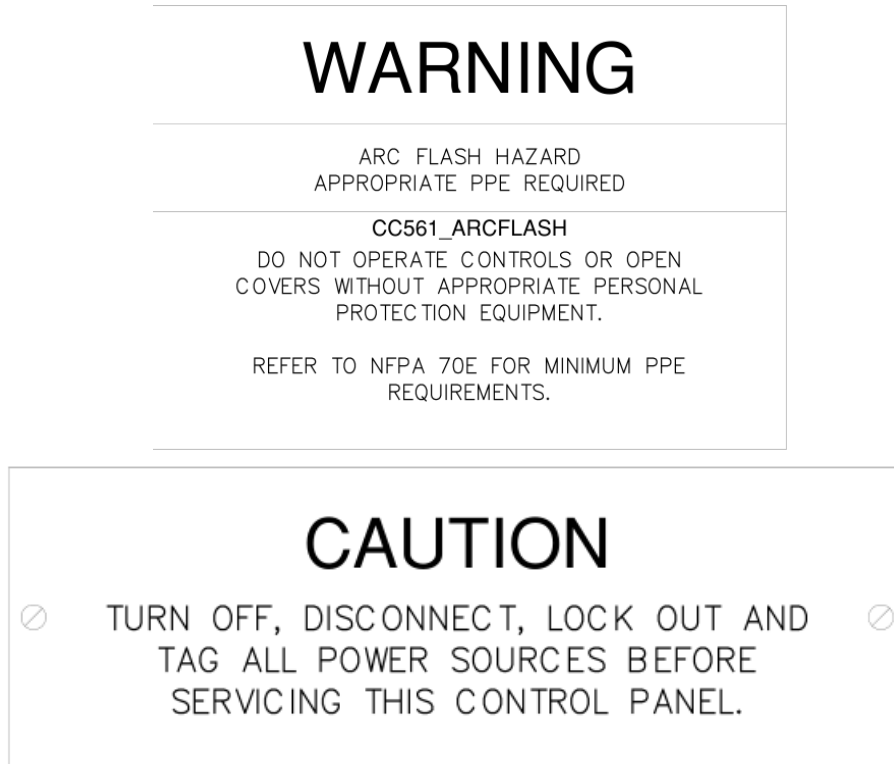 WARNING
ARC FLASH HAZARD
APPROPRIATE PPE REQUIRED
CC561_ARCFLASH
DO NOT OPERATE CONTROLS OR OPEN
COVERS WITHOUT APPROPRIATE PERSONAL
PROTECTION EQUIPMENT.
REFER TO NFPA 70E FOR MINIMUM PPE
REQUIREMENTS.
CAUTION
TURN OFF, DISCONNECT, LOCK OUT AND
TAG ALL POWER SOURCES BEFORE
SERVICING THIS CONTROL PANEL.